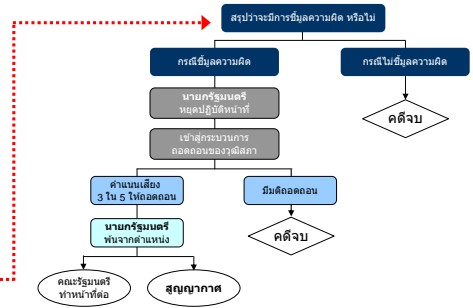 สรุปว่าจะมีการชี้มูลความผิด หรือไม่
กรณีชี้มูลความผิด
กรณีไม่ชี้มูลความผิด
นายกรัฐมนตรี
หยุดปฏิบัติหน้าที่
คดีจบ
เข้าสู่กระบวนการ
ถอดถอนของวุฒิสภา
คำแนนเสียง
3 ใน 5 ให้ถอดถอน
มีมติถอดถอน
นายกรัฐมนตรี
พ้นจากตำแหน่ง
คดีจบ
คณะรัฐมนตรี
ทำหน้าที่ต่อ
สูญญากาศ